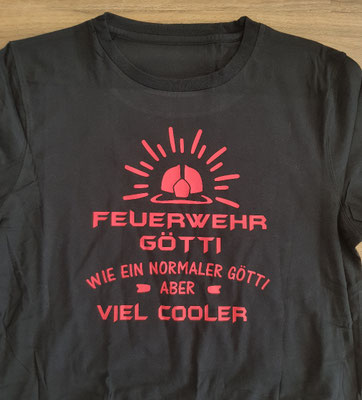 FEUERWEHR
GÖTTI
WIE EIN NORMALER GÖTTI
ABER
VIEL COOLER